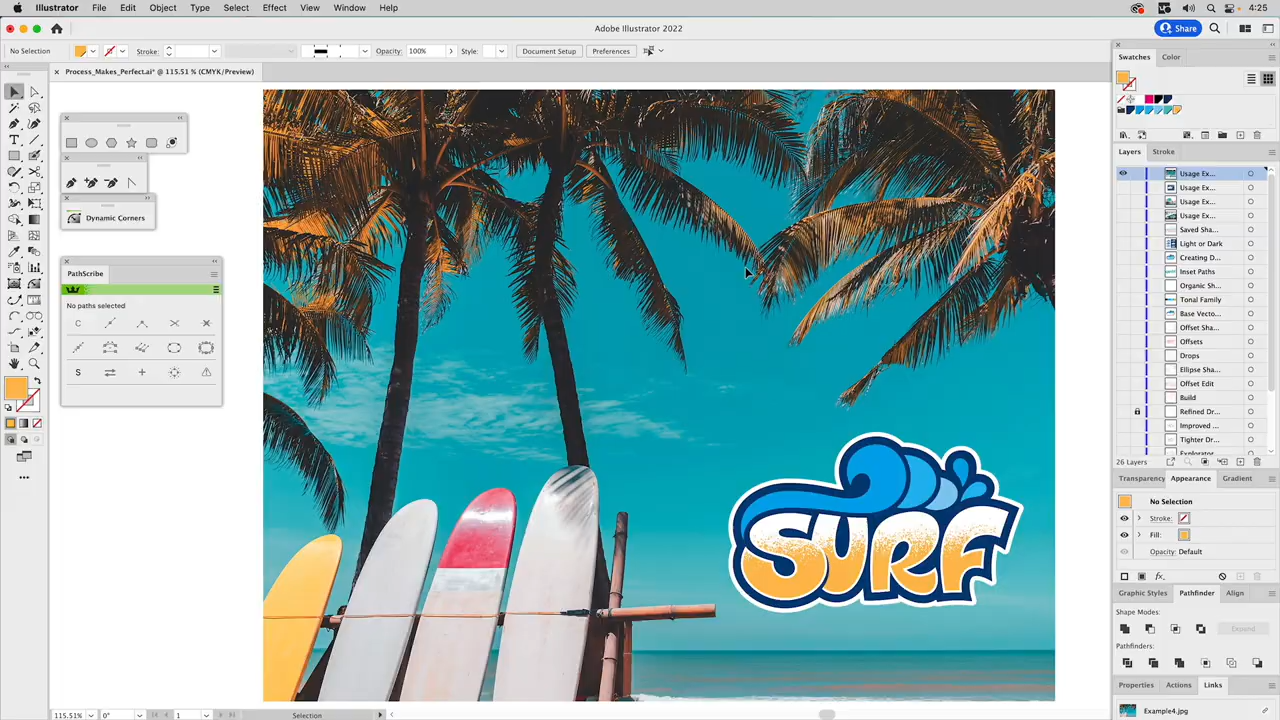 Illustrator File Edit Object Type Select Effect View Window Help 4:25
Adobe Illustrator 2022 Share
No Selection Stroke: Opacity: 100% Style: Document Setup Preferences
× Process_Makes_Perfect.ai* @ 115.51 % (CMYK/Preview)
Swatches Color
Dynamic Corners
PathScribe
No paths selected
Layers Stroke
Usage Ex...
Usage Ex...
Usage Ex...
Usage Ex...
Saved Sha...
Light or Dark
Creating D...
Inset Paths
Organic Sh...
Tonal Family
Base Vecto...
Offset Sha...
Offsets
Drops
Ellipse Sha...
Offset Edit
Build
Refined Dr...
Improved ...
Tighter Dr...
Explorator
26 Layers
Transparency Appearance Gradient
No Selection
Stroke:
Fill:
Opacity: Default
fx
Graphic Styles Pathfinder Align
Shape Modes:
Expand
Pathfinders:
Properties Actions Links
Example4.jpg
SURF
115.51% 0° 1 Selection